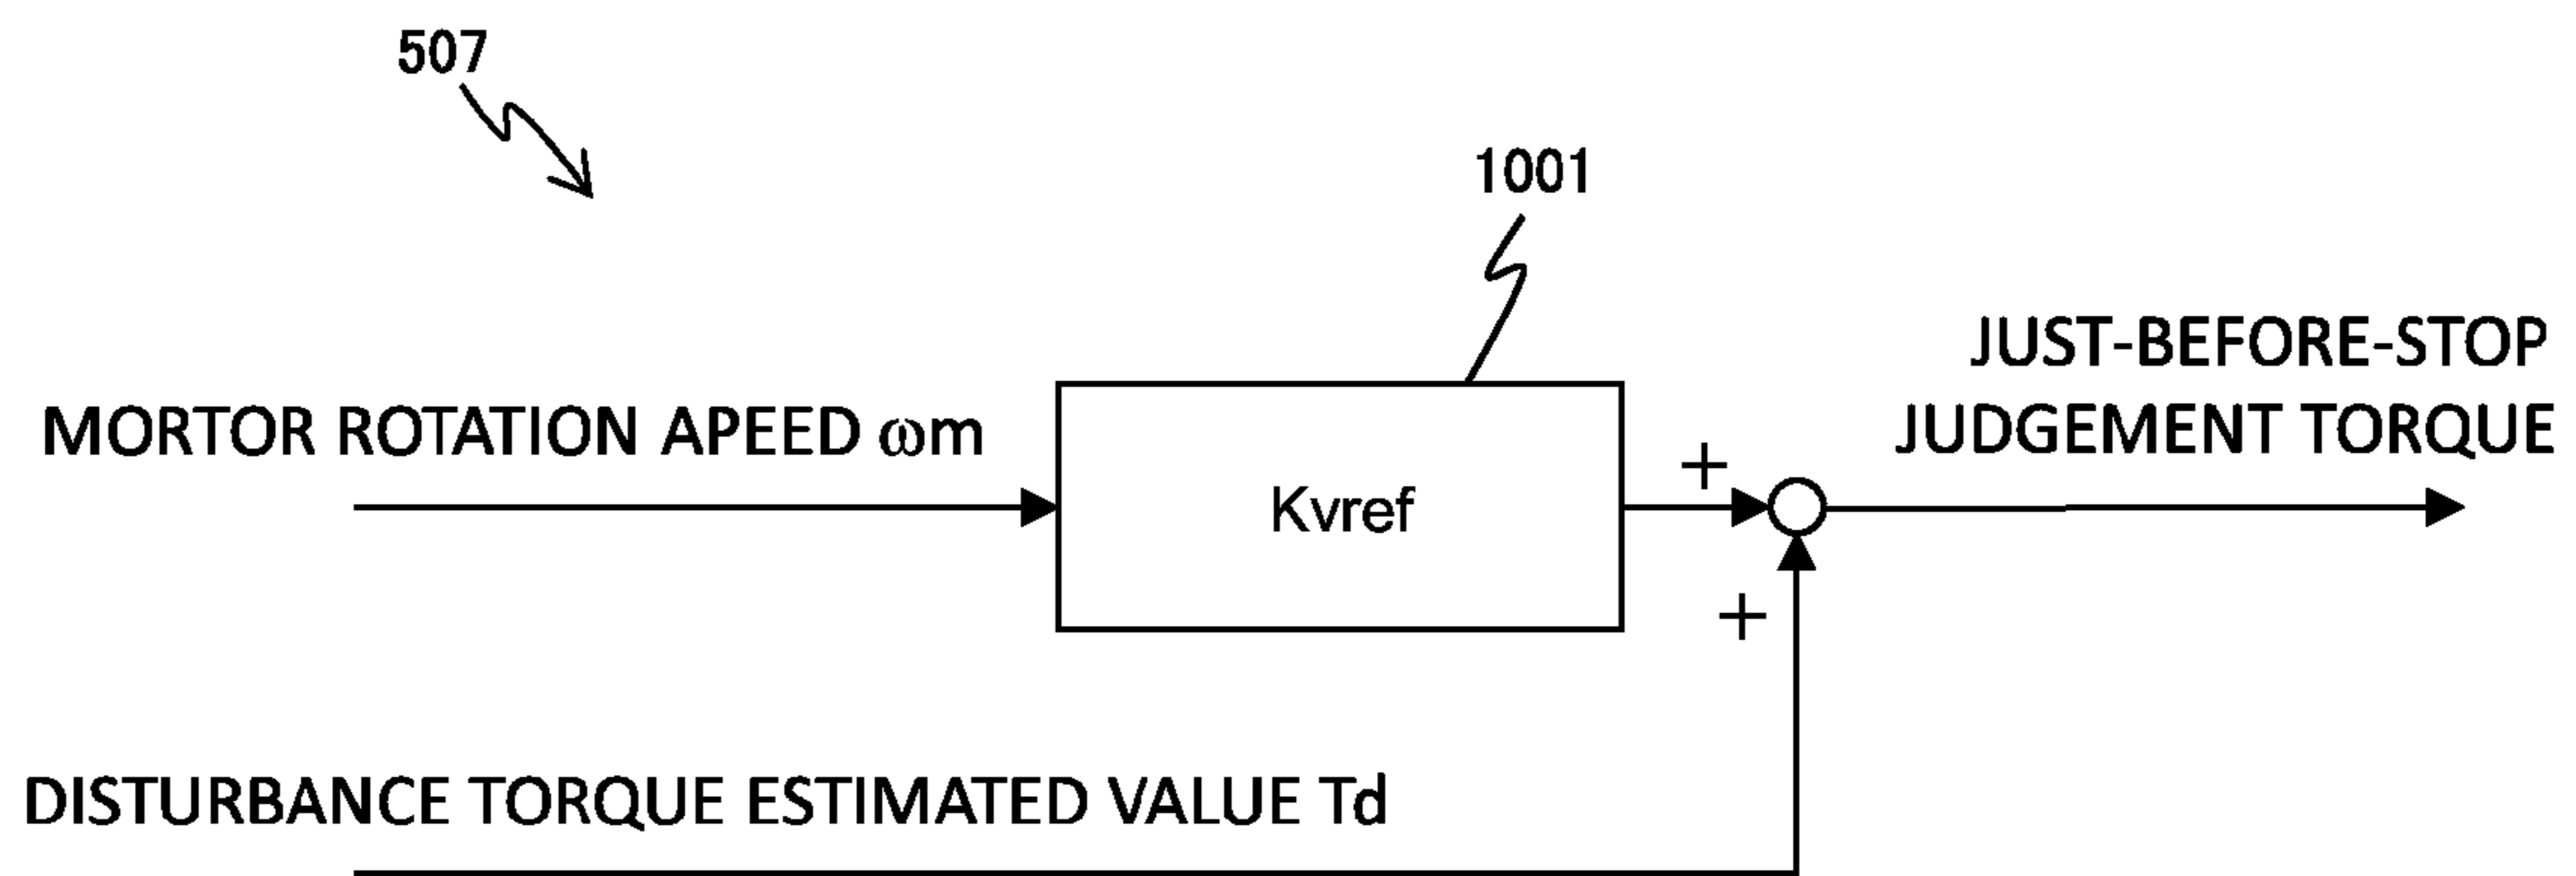 507
1001
JUST-BEFORE-STOP
JUDGEMENT TORQUE
MORTOR ROTATION APEED ωm
Kvref
+
+
DISTURBANCE TORQUE ESTIMATED VALUE Td